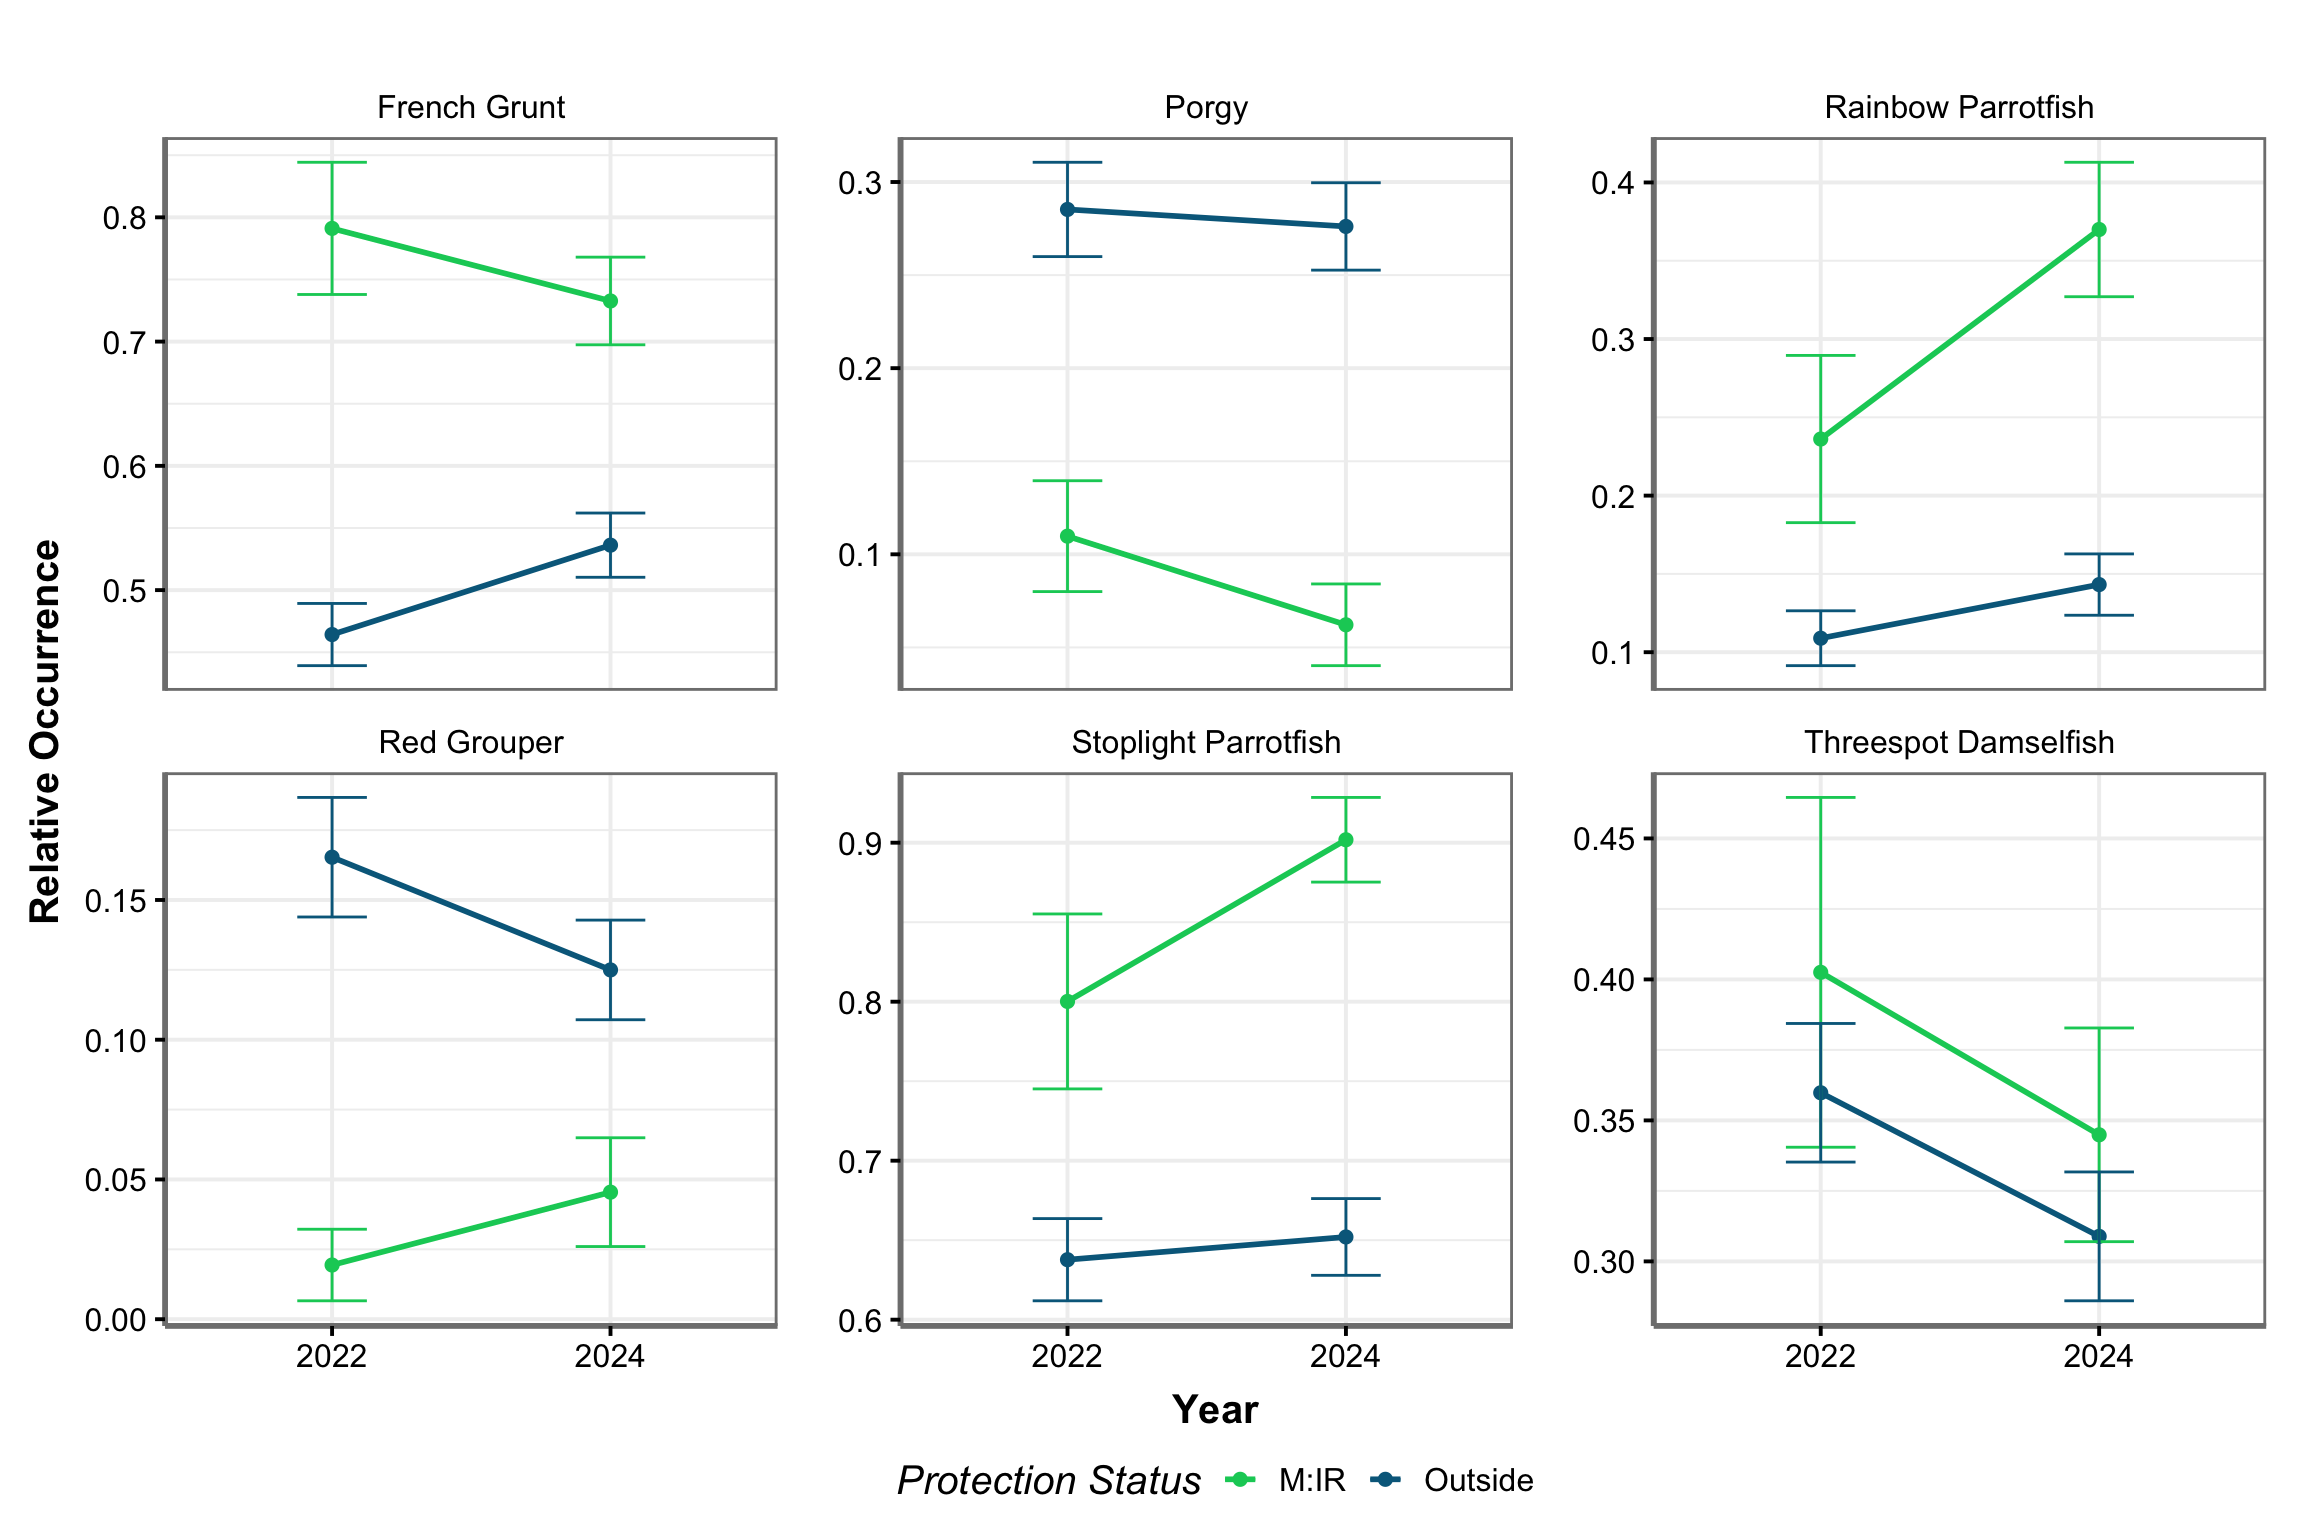 French Grunt
Porgy
Rainbow Parrotfish
0.8
0.7
0.6
0.5
0.3
0.2
0.1
0.4
0.3
0.2
0.1
Relative Occurrence
Red Grouper
Stoplight Parrotfish
Threespot Damselfish
0.15
0.10
0.05
0.00
0.9
0.8
0.7
0.6
0.45
0.40
0.35
0.30
2022 2024
2022 2024
2022 2024
Year
Protection Status M:IR Outside